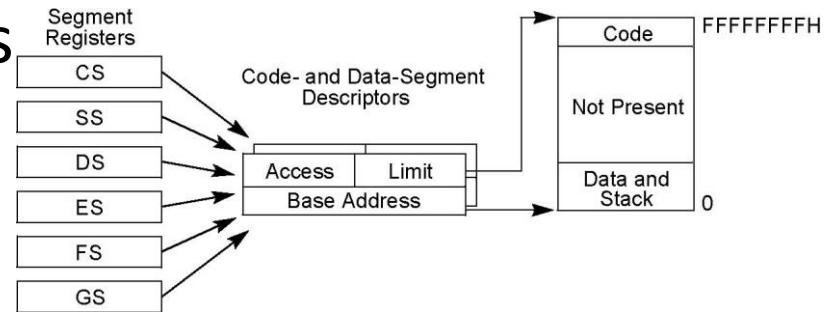 s
Segment
Registers
CS
SS
DS
ES
FS
GS
Code- and Data-Segment
Descriptors
Access
Limit
Base Address
Code
FFFFFFFFH
Not Present
Data and
Stack
0